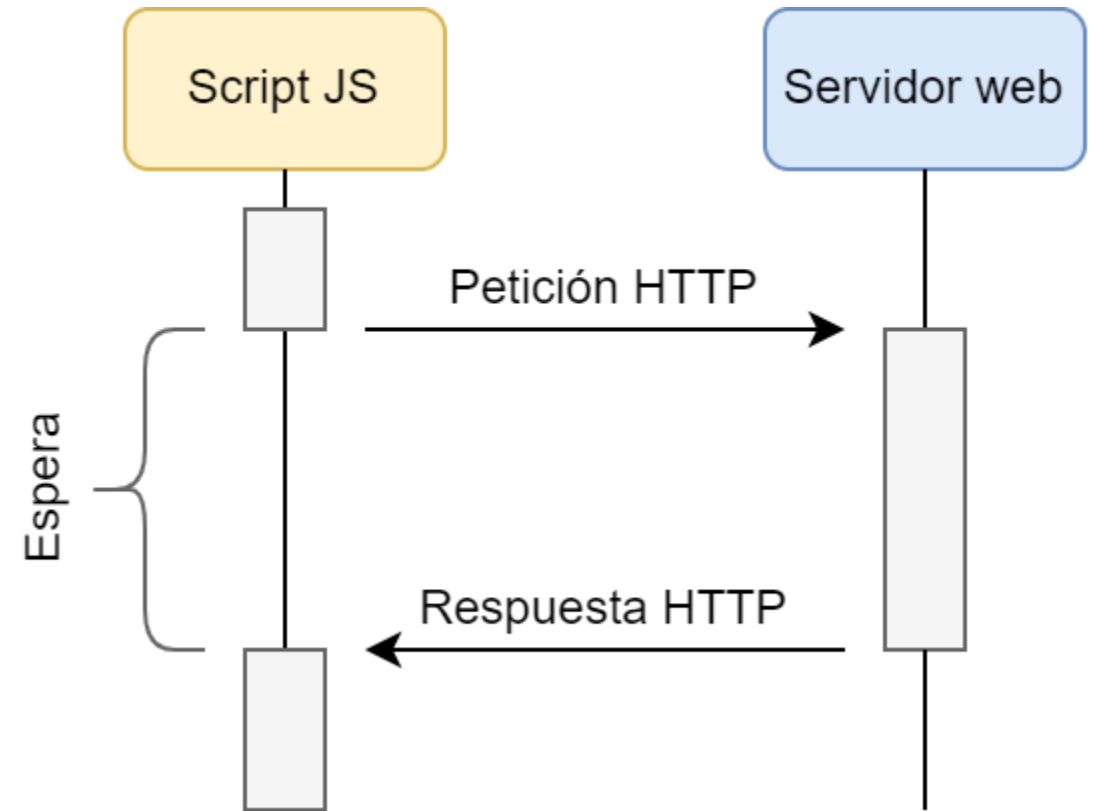 Script JS
Servidor web
Petición HTTP
Espera
Respuesta HTTP